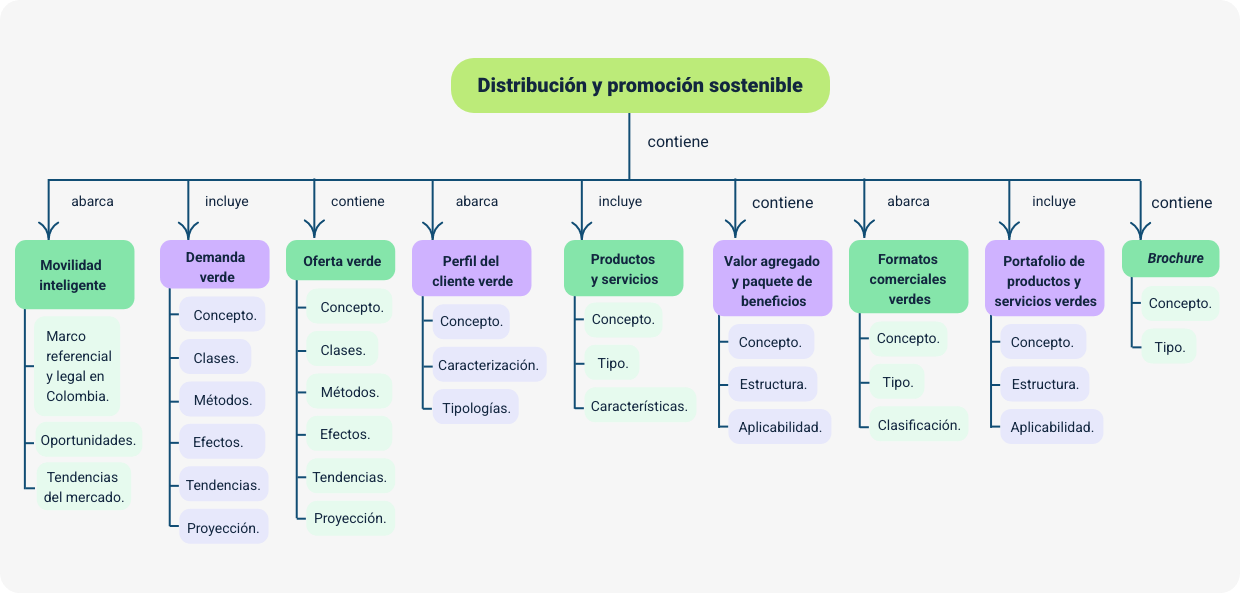 Distribución y promoción sostenible
contiene
abarca
Movilidad
inteligente
Marco
referencial
y legal en
Colombia.
Oportunidades.
Tendencias
del mercado.
incluye
Demanda
verde
Concepto.
Clases.
Métodos.
Efectos.
Tendencias.
Proyección.
contiene
Oferta verde
Concepto.
Clases.
Métodos.
Efectos.
Tendencias.
Proyección.
abarca
Perfil del
cliente verde
Concepto.
Caracterización.
Tipologías.
incluye
Productos
y servicios
Concepto.
Tipo.
Características.
contiene
Valor agregado
y paquete de
beneficios
Concepto.
Estructura.
Aplicabilidad.
abarca
Formatos
comerciales
verdes
Concepto.
Tipo.
Clasificación.
incluye
Portafolio de
productos y
servicios verdes
Concepto.
Estructura.
Aplicabilidad.
contiene
Brochure
Concepto.
Tipo.